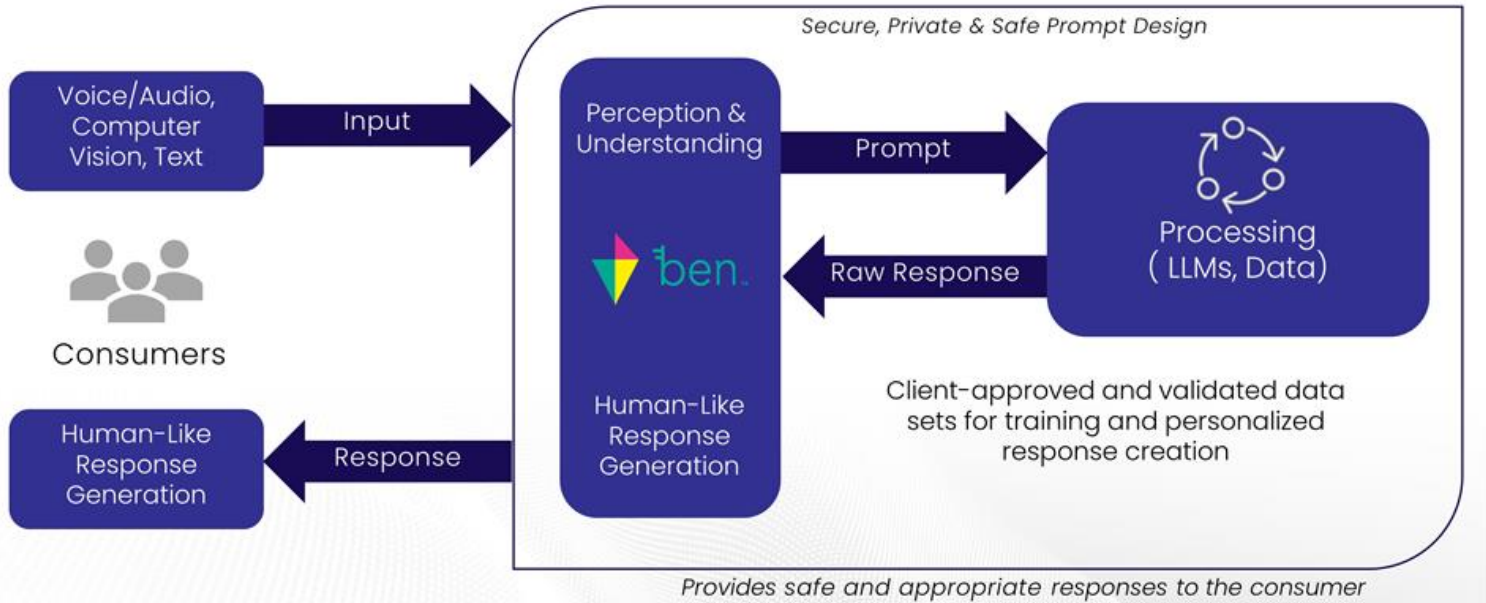 Secure, Private & Safe Prompt Design
Voice/Audio,
Computer
Vision, Text
Input
Perception &
Understanding
Prompt
Processing
( LLMs, Data)
ben
Raw Response
Consumers
Human-Like
Response
Generation
Response
Human-Like
Response
Generation
Client-approved and validated data
sets for training and personalized
response creation
Provides safe and appropriate responses to the consumer